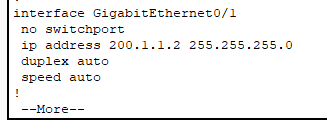 interface GigabitEthernet0/1
no switchport
ip address 200.1.1.2 255.255.255.0
duplex auto
speed auto
!
--More--